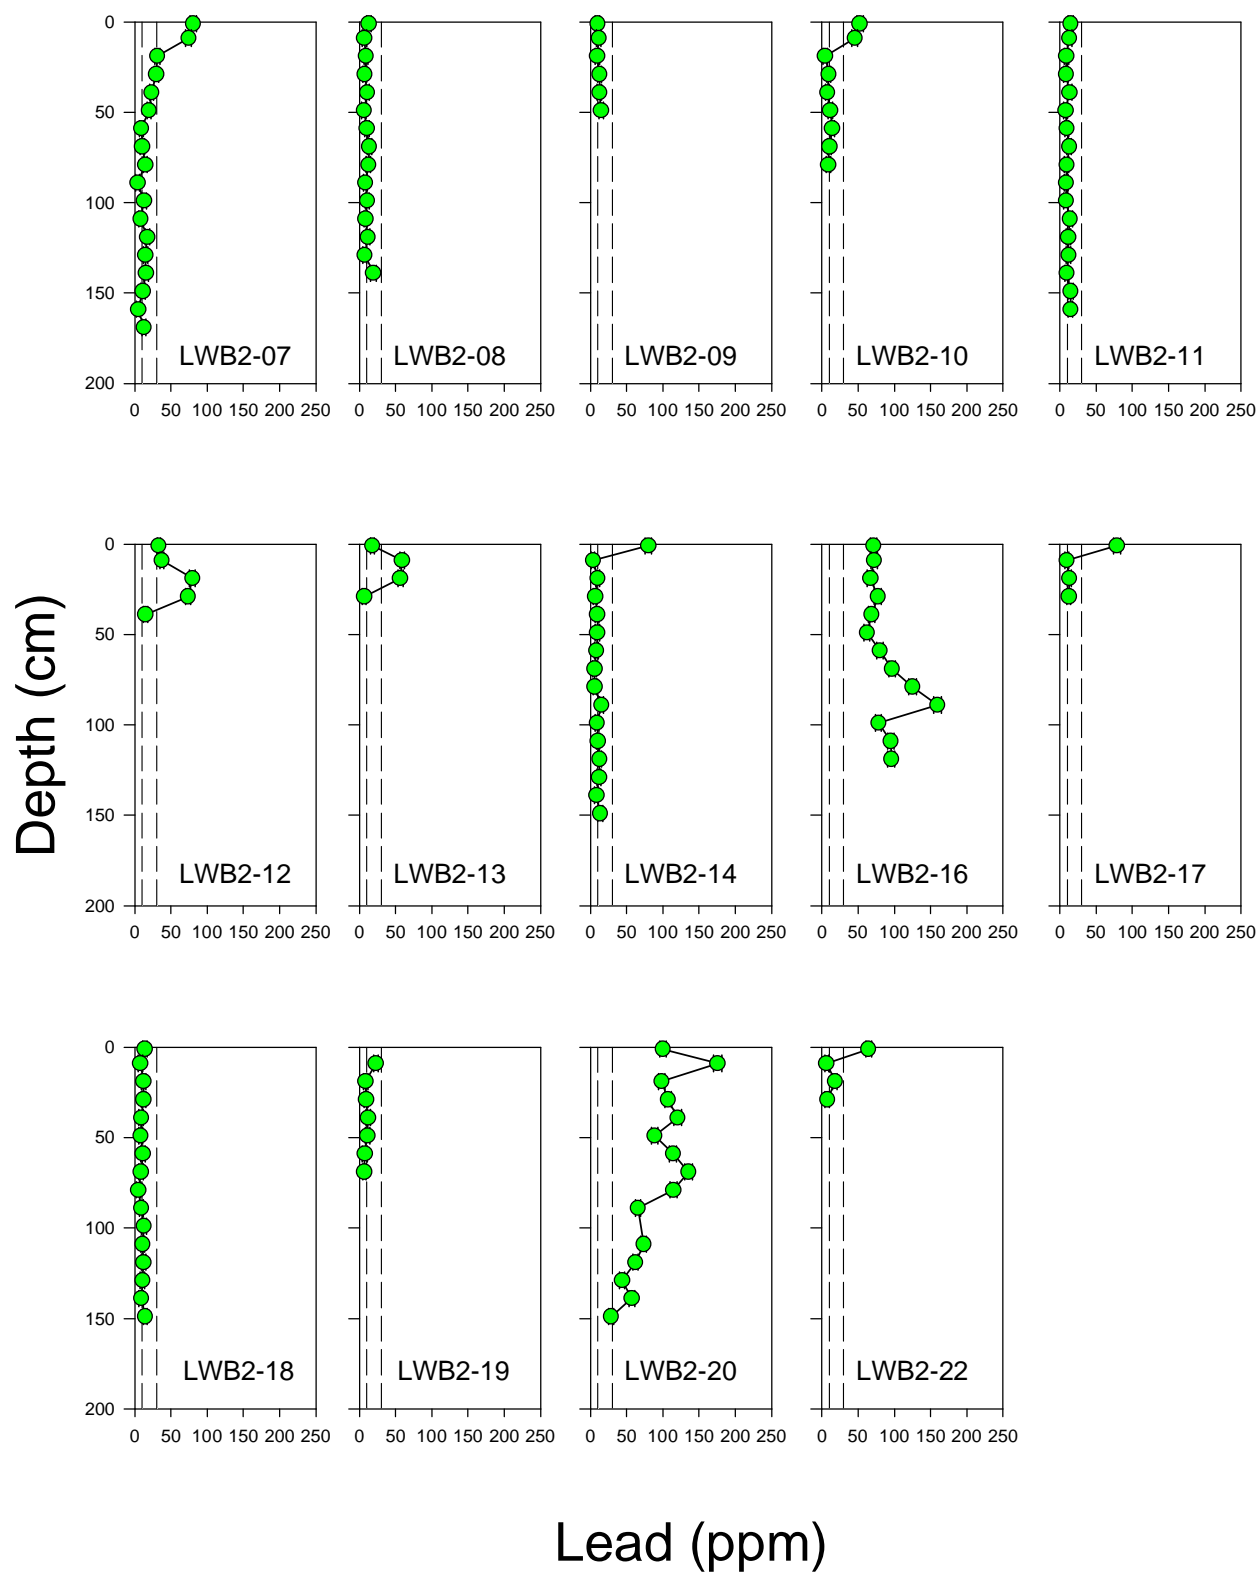 0
50
100
150
200
LWB2-07
LWB2-08
LWB2-09
LWB2-10
LWB2-11
0 50 100 150 200 250
0 50 100 150 200 250
0 50 100 150 200 250
0 50 100 150 200 250
0 50 100 150 200 250
Depth (cm)
0
50
100
150
200
LWB2-12
LWB2-13
LWB2-14
LWB2-16
LWB2-17
0 50 100 150 200 250
0 50 100 150 200 250
0 50 100 150 200 250
0 50 100 150 200 250
0 50 100 150 200 250
0
50
100
150
200
LWB2-18
LWB2-19
LWB2-20
LWB2-22
0 50 100 150 200 250
0 50 100 150 200 250
0 50 100 150 200 250
0 50 100 150 200 250
Lead (ppm)